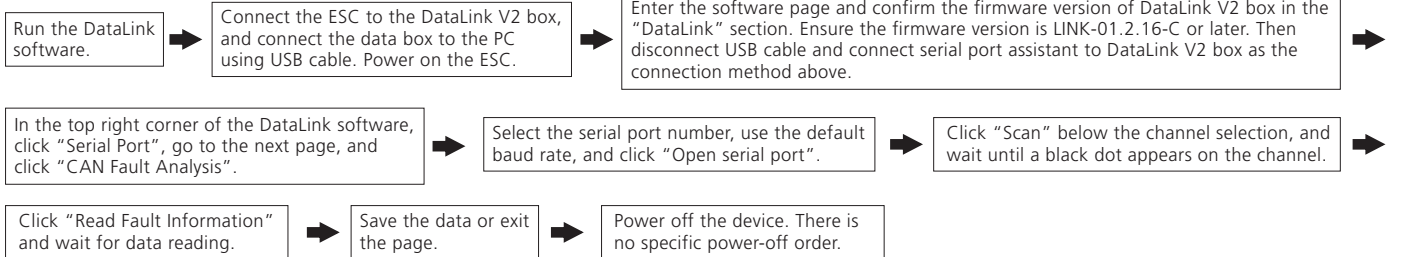 Run the DataLink
software.
Connect the ESC to the DataLink V2 box,
and connect the data box to the PC
using USB cable. Power on the ESC.
Enter the software page and confirm the firmware version of DataLink V2 box in the
“DataLink” section. Ensure the firmware version is LINK-01.2.16-C or later. Then
disconnect USB cable and connect serial port assistant to DataLink V2 box as the
connection method above.
In the top right corner of the DataLink software,
click “Serial Port”, go to the next page, and
click “CAN Fault Analysis”.
Select the serial port number, use the default
baud rate, and click “Open serial port”.
Click “Scan” below the channel selection, and
wait until a black dot appears on the channel.
Click “Read Fault Information”
and wait for data reading.
Save the data or exit
the page.
Power off the device. There is
no specific power-off order.